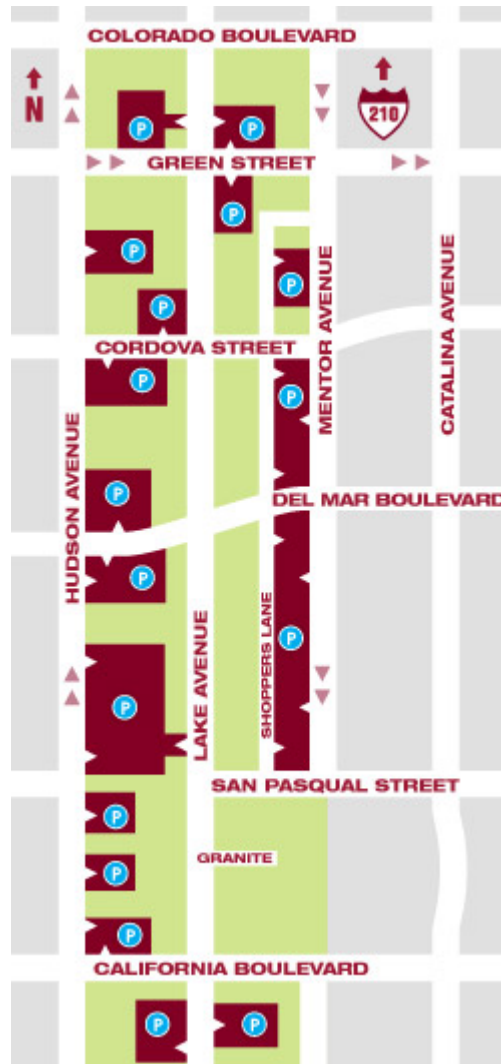 COLORADO BOULEVARD
N
210
P
P
GREEN STREET
P
P
P
P
CORDOVA STREET
MENTOR AVENUE
CATALINA AVENUE
P
P
HUDSON AVENUE
P
DEL MAR BOULEVARD
P
LAKE AVENUE
SHOPPERS LANE
P
P
SAN PASQUAL STREET
P
GRANITE
P
P
CALIFORNIA BOULEVARD
P
P